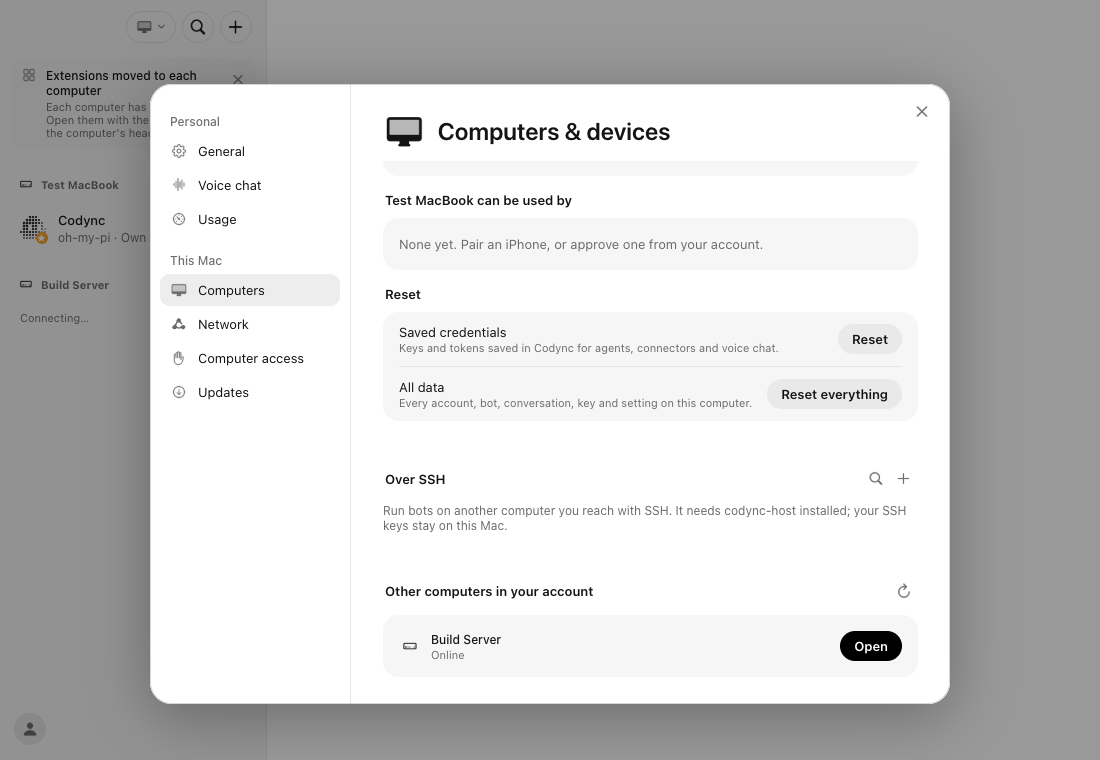 Extensions moved to each
computer
Each computer has
Open them with the
the computer's
Test MacBook
Codync
oh-my-pi · Own
Build Server
Connecting...
Personal
General
Voice chat
Usage
This Mac
Computers
Network
Computer access
Updates
Computers & devices
Test MacBook can be used by
None yet. Pair an iPhone, or approve one from your account.
Reset
Saved credentials
Keys and tokens saved in Codync for agents, connectors and voice chat.
Reset
All data
Every account, bot, conversation, key and setting on this computer.
Reset everything
Over SSH
Run bots on another computer you reach with SSH. It needs codync-host installed; your SSH
keys stay on this Mac.
Other computers in your account
Build Server
Online
Open